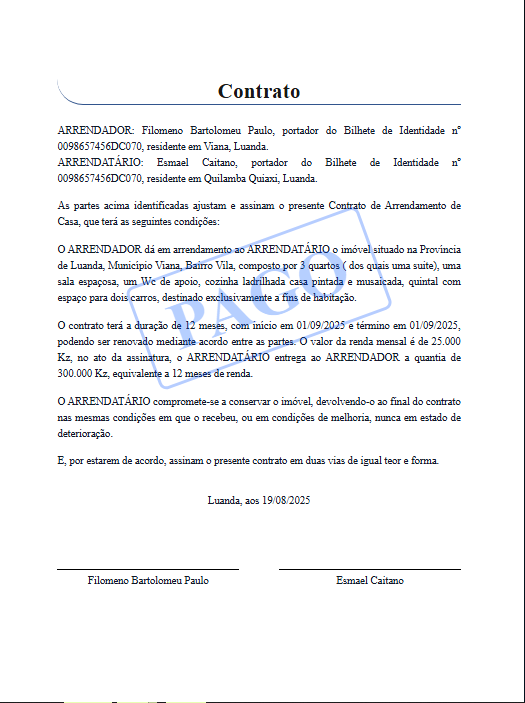 Contrato
ARRENDADOR: Filomeno Bartolomeu Paulo, portador do Bilhete de Identidade nº
0098657456DC070, residente em Viana, Luanda.
ARRENDATÁRIO: Esmael Caitano, portador do Bilhete de Identidade nº
0098657456DC070, residente em Quilamba Quiaxi, Luanda.
As partes acima identificadas ajustam e assinam o presente Contrato de Arrendamento de
Casa, que terá as seguintes condições:
O ARRENDADOR dá em arrendamento ao ARRENDATÁRIO o imóvel situado na Província
de Luanda, Município Viana, Bairro Vila, composto por 3 quartos ( dos quais uma suite), uma
sala espaçosa, um Wc de apoio, cozinha ladrilhada casa pintada e musaicada, quintal com
espaço para dois carros, destinado exclusivamente a fins de habitação.
PAGO
O contrato terá a duração de 12 meses, com início em 01/09/2025 e término em 01/09/2025,
podendo ser renovado mediante acordo entre as partes. O valor da renda mensal é de 25.000
Kz, no ato da assinatura, o ARRENDATÁRIO entrega ao ARRENDADOR a quantia de
300.000 Kz, equivalente a 12 meses de renda.
O ARRENDATÁRIO compromete-se a conservar o imóvel, devolvendo-o ao final do contrato
nas mesmas condições em que o recebeu, ou em condições de melhoria, nunca em estado de
deterioração.
E, por estarem de acordo, assinam o presente contrato em duas vias de igual teor e forma.
Luanda, aos 19/08/2025
Filomeno Bartolomeu Paulo
Esmael Caitano